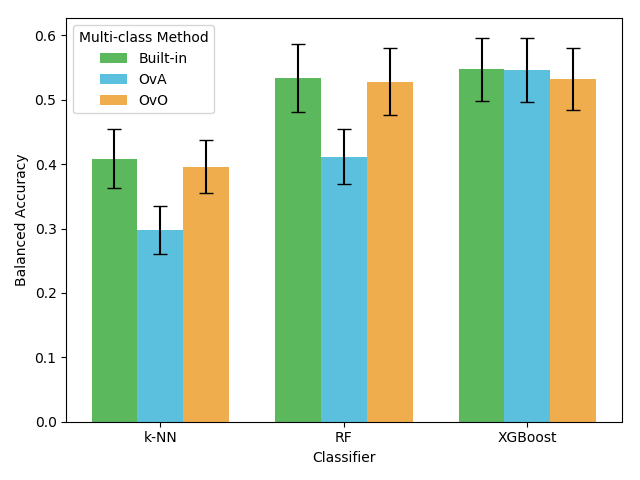 Multi-class Method
Built-in
OvA
OvO
Balanced Accuracy
0.6
0.5
0.4
0.3
0.2
0.1
0.0
k-NN
RF
XGBoost
Classifier